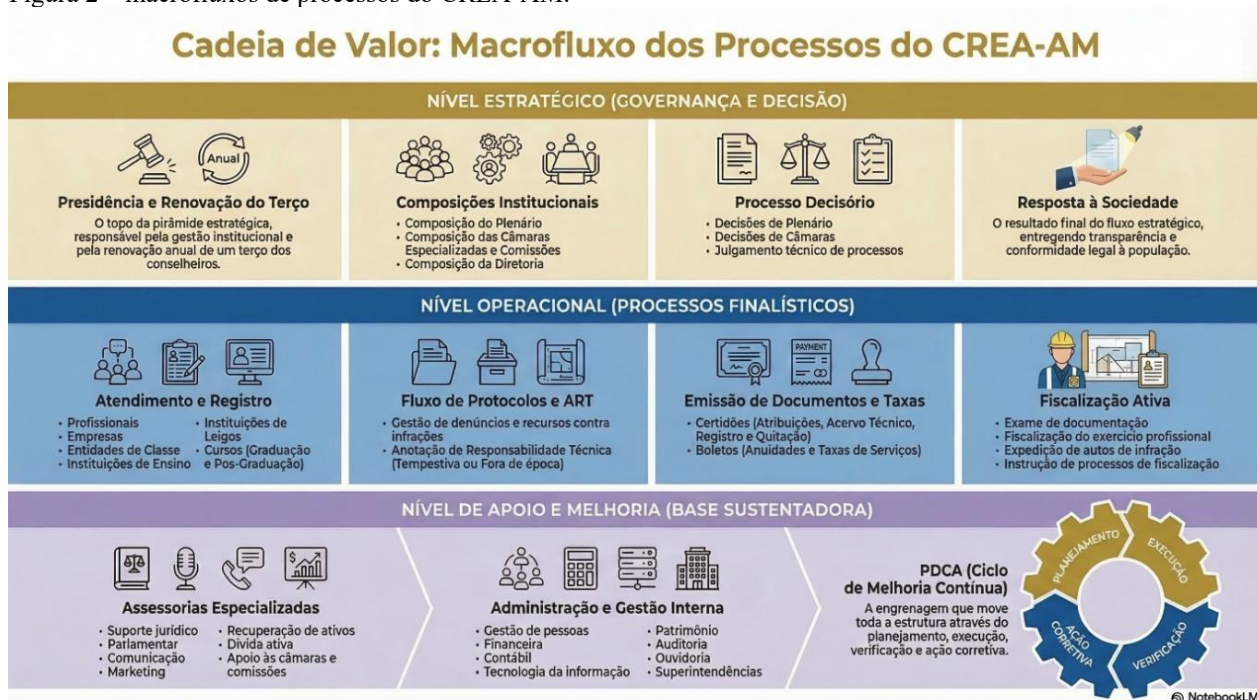 Figura 2 – macrofluxos de processos do CREA-AM.
Cadeia de Valor: Macrofluxo dos Processos do CREA-AM
NÍVEL ESTRATÉGICO (GOVERNANÇA E DECISÃO)
Anual
Presidência e Renovação do Terço
O topo da pirâmide estratégica,
responsável pela gestão institucional e
pela renovação anual de um terço dos
conselheiros.
Composições Institucionais
• Composição do Plenário
• Composição das Câmaras
Especializadas e Comissões
• Composição da Diretoria
Processo Decisório
• Decisões de Plenário
• Decisões de Câmaras
• Julgamento técnico de processos
Resposta à Sociedade
O resultado final do fluxo estratégico,
entregendo transparência e
conformidade legal à população.
NÍVEL OPERACIONAL (PROCESSOS FINALÍSTICOS)
Atendimento e Registro
• Profissionais
• Empresas
• Entidades de Classe
• Instituições de Ensino
• Instituições de
Leigos
• Cursos (Graduação
e Pos-Graduação)
Fluxo de Protocolos e ART
• Gestão de denúncios e recursos contra
infrações
• Anotação de Responsabilidade Técnica
(Tempestiva ou Fora de época)
PAYMENT
Emissão de Documentos e Taxas
• Certidões (Atribuições, Acervo Técnico,
Registro e Quitação)
• Boletos (Anuidades e Taxas de Serviços)
Fiscalização Ativa
• Exame de documentação
• Fiscalização do exercicio profissional
• Expedição de autos de infração
• Instrução de processos de fiscalização
NÍVEL DE APOIO E MELHORIA (BASE SUSTENTADORA)
Assessorias Especializadas
• Suporte jurídico
• Parlamentar
• Comunicação
• Marketing
• Recuperação de ativos
• Divida ativa
• Apoio às câmaras e
comissões
Administração e Gestão Interna
• Gestão de pessoas
• Financeira
• Contábil
• Tecnologia da informação
• Patrimônio
• Auditoria
• Ouvidoria
• Superintendências
PDCA (Ciclo
de Melhoria Contínua)
A engrenagem que move
toda a estrutura através do
planejamento, execução,
verificação e ação corretiva.
PLANEJAMENTO
EXECUÇÃO
VERIFICAÇÃO
AÇÃO
CORRETIVA
NotebookLM